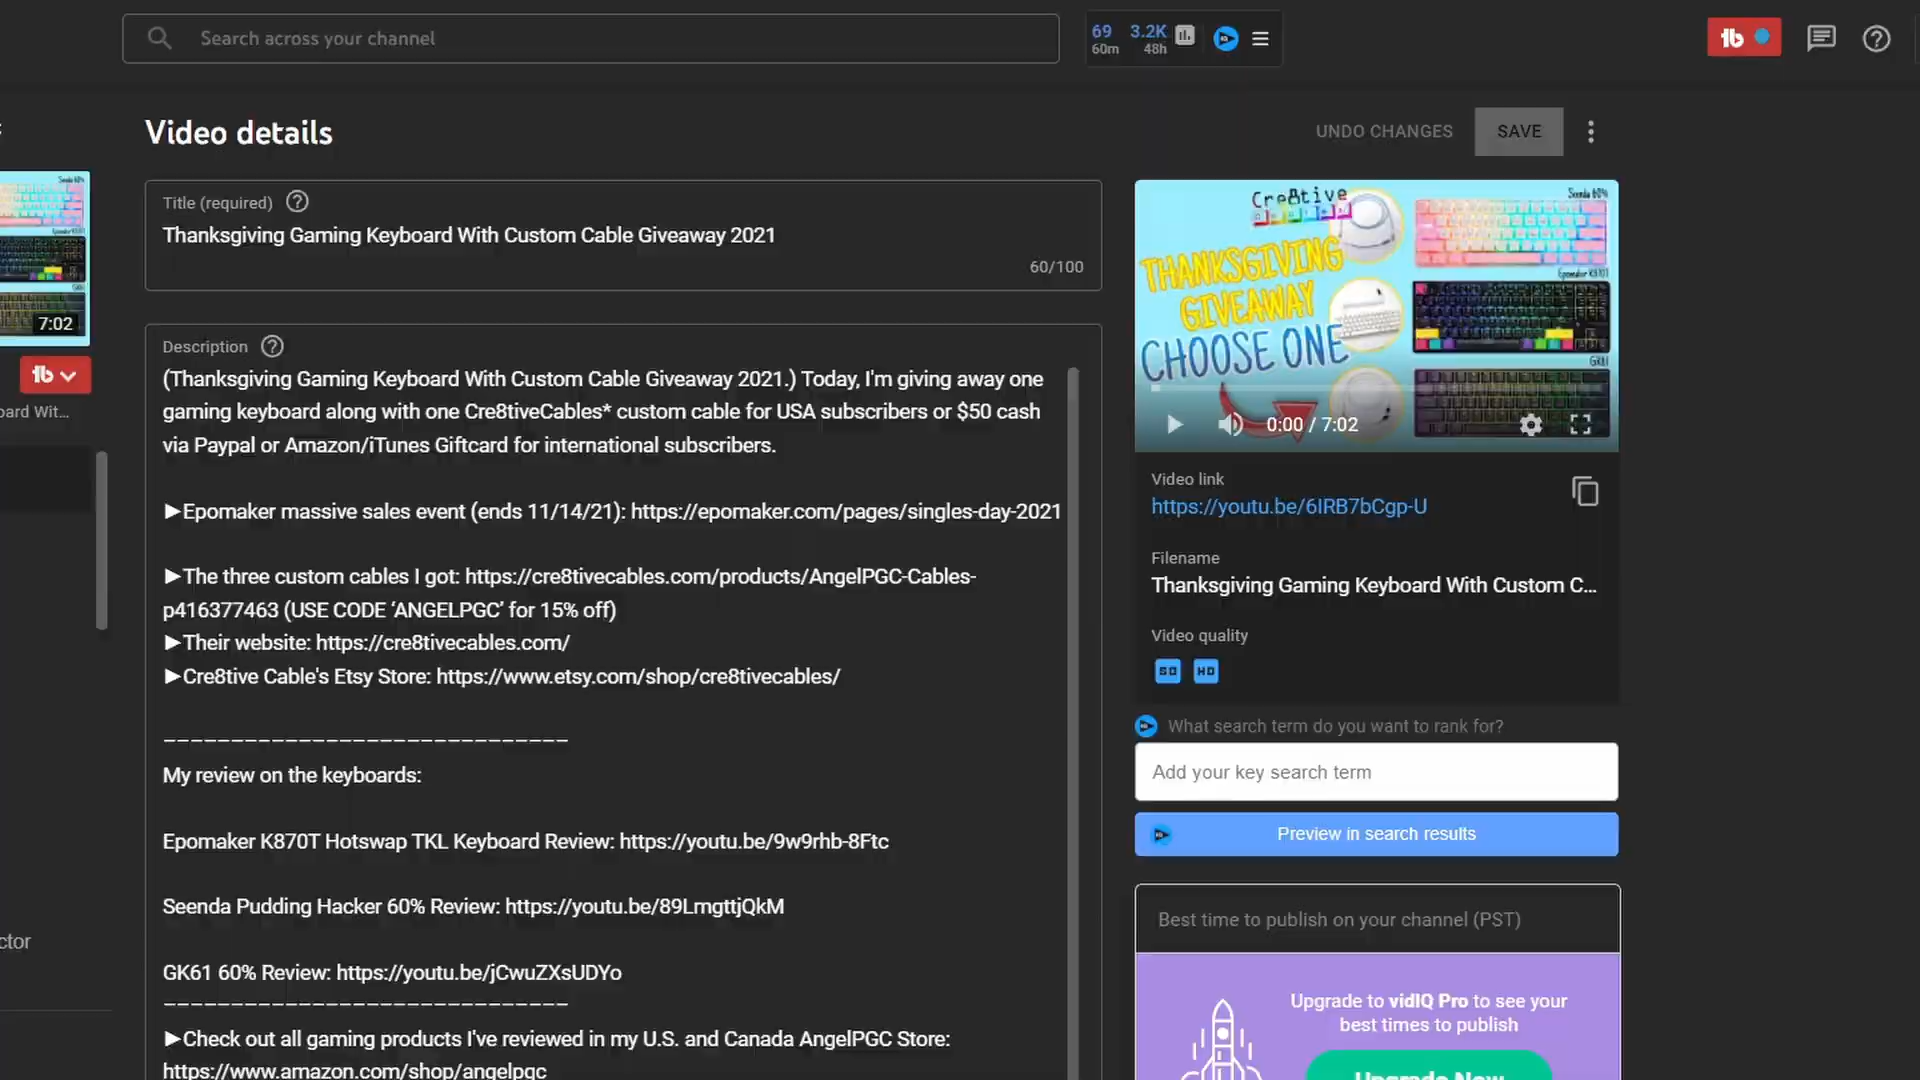 Search across your channel
69
60m
3.2K
48h
Video details
UNDO CHANGES
SAVE
Title (required)
Thanksgiving Gaming Keyboard With Custom Cable Giveaway 2021
60/100
7:02
oard Wit...
ctor
Description
(Thanksgiving Gaming Keyboard With Custom Cable Giveaway 2021.) Today, I'm giving away one
gaming keyboard along with one Cre8tiveCables* custom cable for USA subscribers or $50 cash
via Paypal or Amazon/iTunes Giftcard for international subscribers.
►Epomaker massive sales event (ends 11/14/21): https://epomaker.com/pages/singles-day-2021
►The three custom cables I got: https://cre8tivecables.com/products/AngelPGC-Cables-
p416377463 (USE CODE ‘ANGELPGC’ for 15% off)
►Their website: https://cre8tivecables.com/
►Cre8tive Cable's Etsy Store: https://www.etsy.com/shop/cre8tivecables/
––––––––––––––––––––––––––––––
My review on the keyboards:
Epomaker K870T Hotswap TKL Keyboard Review: https://youtu.be/9w9rhb-8Ftc
Seenda Pudding Hacker 60% Review: https://youtu.be/89LmgttjQkM
GK61 60% Review: https://youtu.be/jCwuZXsUDYo
––––––––––––––––––––––––––––––
►Check out all gaming products I've reviewed in my U.S. and Canada AngelPGC Store:
https://www.amazon.com/shop/angelpgc
Cre8tive
Seenda 60%
THANKSGIVING
GIVEAWAY
CHOOSE ONE
Epomaker K870T
GK61
0:00 / 7:02
Video link
https://youtu.be/6IRB7bCgp-U
Filename
Thanksgiving Gaming Keyboard With Custom C...
Video quality
SD HD
What search term do you want to rank for?
Add your key search term
Preview in search results
Best time to publish on your channel (PST)
Upgrade to vidIQ Pro to see your
best times to publish
Upgrade Now